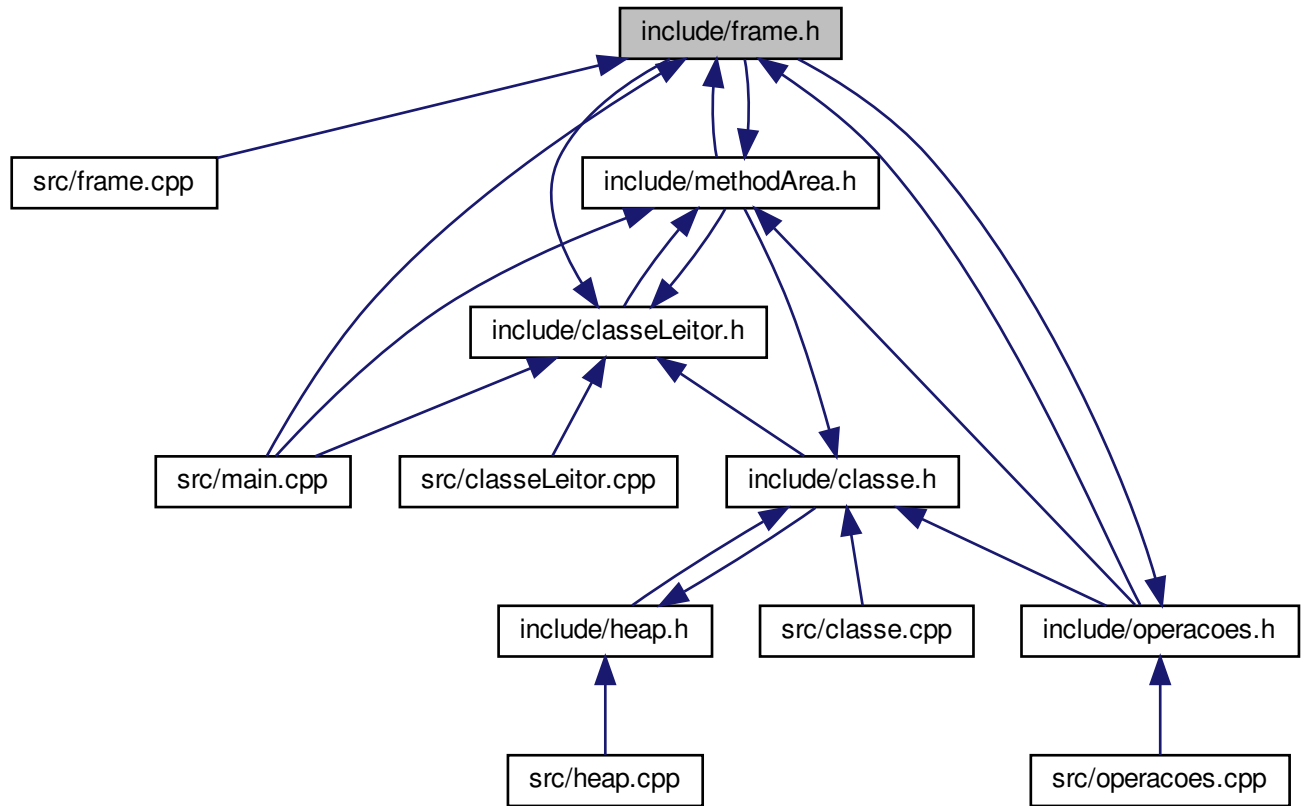 include/frame.h
src/frame.cpp
include/methodArea.h
include/classeLeitor.h
src/main.cpp
src/classeLeitor.cpp
include/classe.h
include/heap.h
src/classe.cpp
include/operacoes.h
src/heap.cpp
src/operacoes.cpp